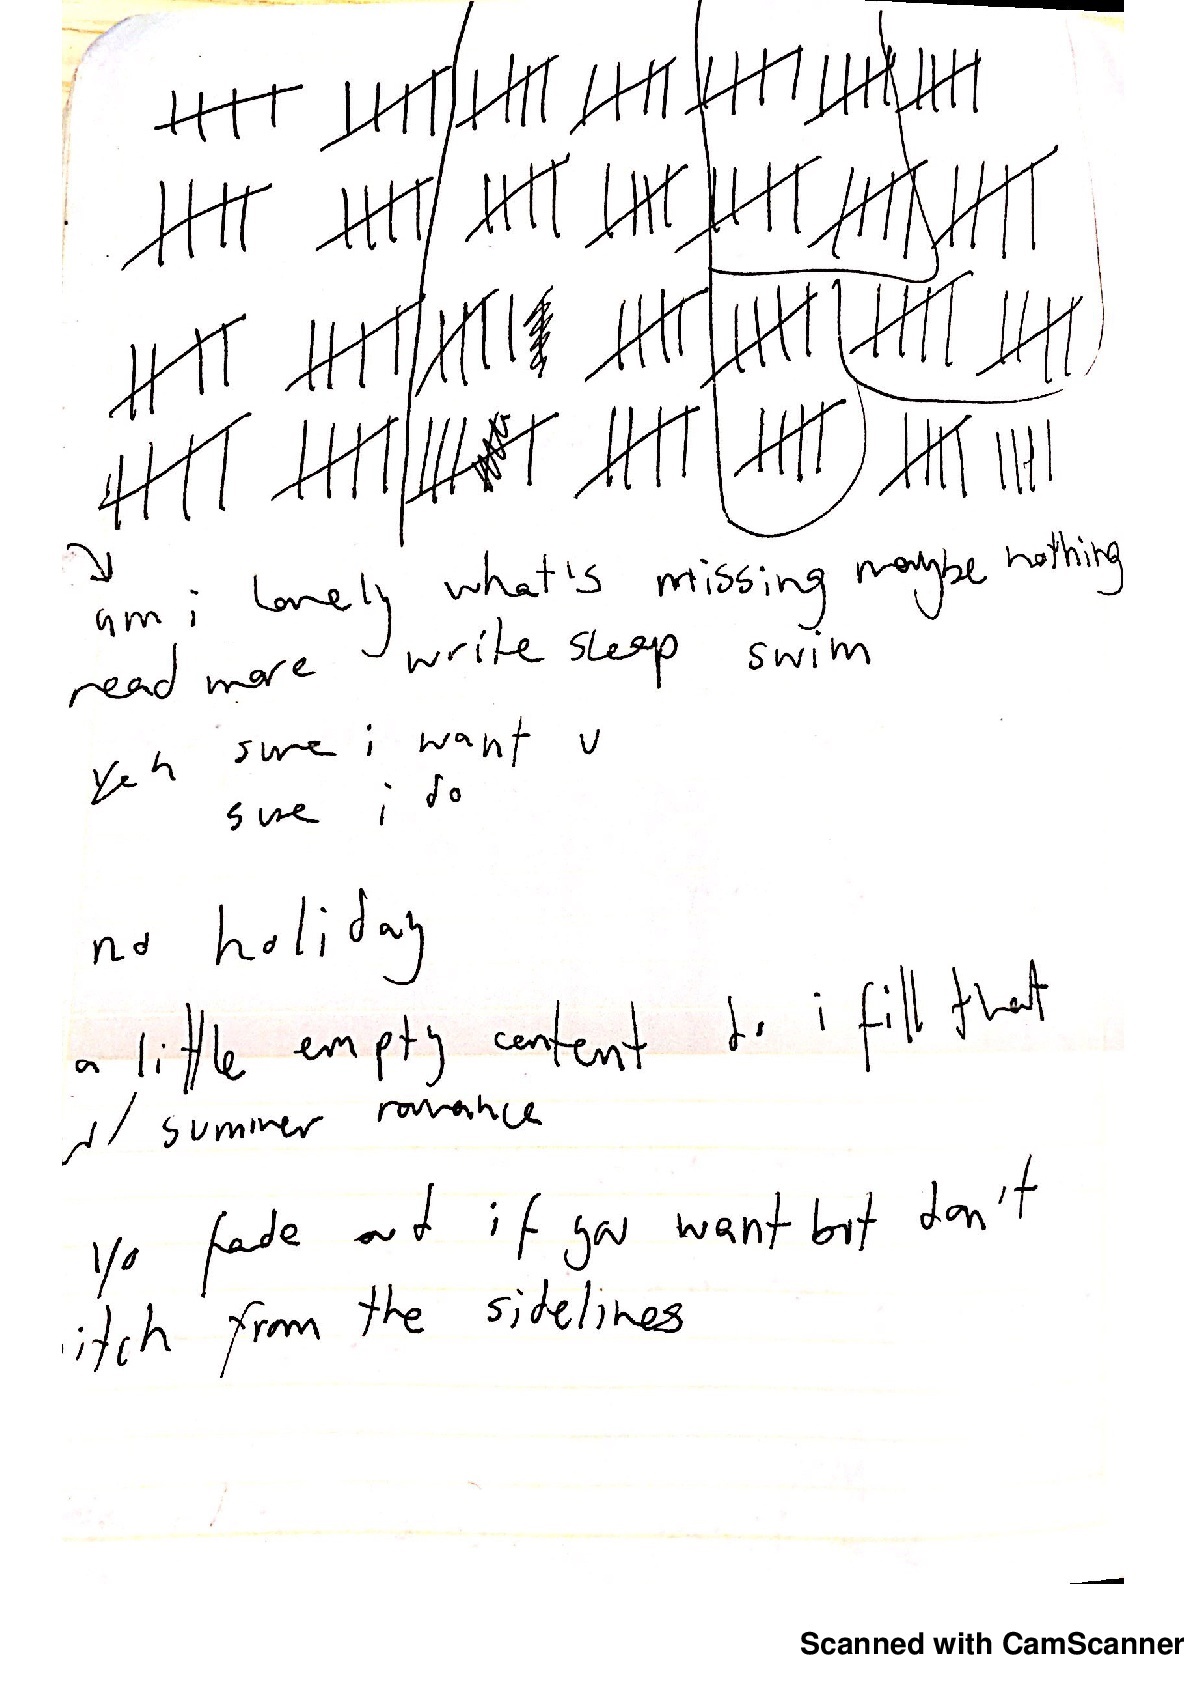 am i lonely what's missing maybe nothing
read more write sleep swim
yeh sure i want u
sure i do
no holiday
a little empty content do i fill that
w/ summer romance
yo fade out if you want but don't
itch from the sidelines
Scanned with CamScanner